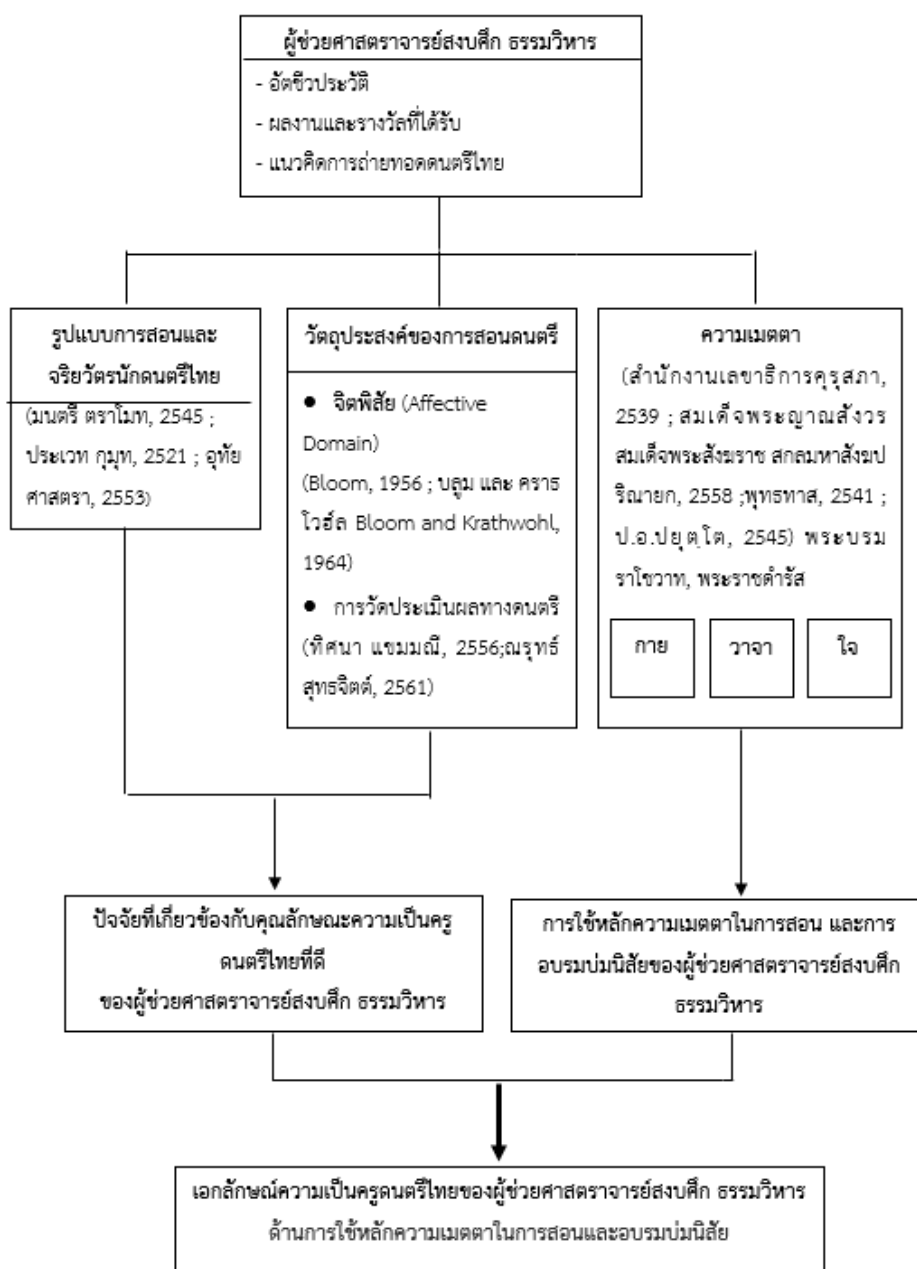 ผู้ช่วยศาสตราจารย์สงบศึก ธรรมวิหาร
- อัตชีวประวัติ
- ผลงานและรางวัลที่ได้รับ
- แนวคิดการถ่ายทอดดนตรีไทย
รูปแบบการสอนและ
จริยวัตรนักดนตรีไทย
(มนตรี ตราโมท, 2545 ;
ประเวท กุมุท, 2521 ; อุทัย
ศาสตรา, 2553)
วัตถุประสงค์ของการสอนดนตรี
● จิตพิสัย (Affective
Domain)
(Bloom, 1956 ; บลูม และ คราธ
โวฮ์ล Bloom and Krathwohl,
1964)
● การวัดประเมินผลทางดนตรี
(ทิศนา แขมมณี, 2556;ณรุทธ์
สุทธจิตต์, 2561)
ความเมตตา
(สำนักงานเลขาธิการคุรุสภา,
2539 ; สมเด็จพระญาณสังวร
สมเด็จพระสังฆราช สกลมหาสังฆป
ริณายก, 2558 ;พุทธทาส, 2541 ;
ป.อ.ปยุตฺโต, 2545) พระบรม
ราโชวาท, พระราชดำรัส
กาย
วาจา
ใจ
ปัจจัยที่เกี่ยวข้องกับคุณลักษณะความเป็นครู
ดนตรีไทยที่ดี
ของผู้ช่วยศาสตราจารย์สงบศึก ธรรมวิหาร
การใช้หลักความเมตตาในการสอน และการ
อบรมบ่มนิสัยของผู้ช่วยศาสตราจารย์สงบศึก
ธรรมวิหาร
เอกลักษณ์ความเป็นครูดนตรีไทยของผู้ช่วยศาสตราจารย์สงบศึก ธรรมวิหาร
ด้านการใช้หลักความเมตตาในการสอนและอบรมบ่มนิสัย